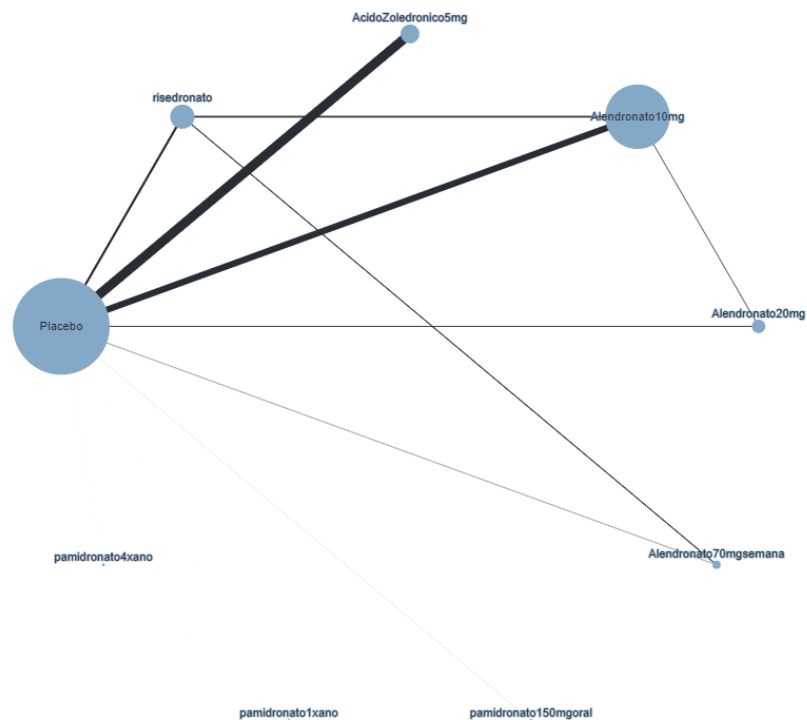 AcidoZoledronico5mg
risedronato
Alendronato10mg
Alendronato20mg
Placebo
Alendronato70mgsemana
pamidronato4xano
pamidronato1xano
pamidronato150mgoral